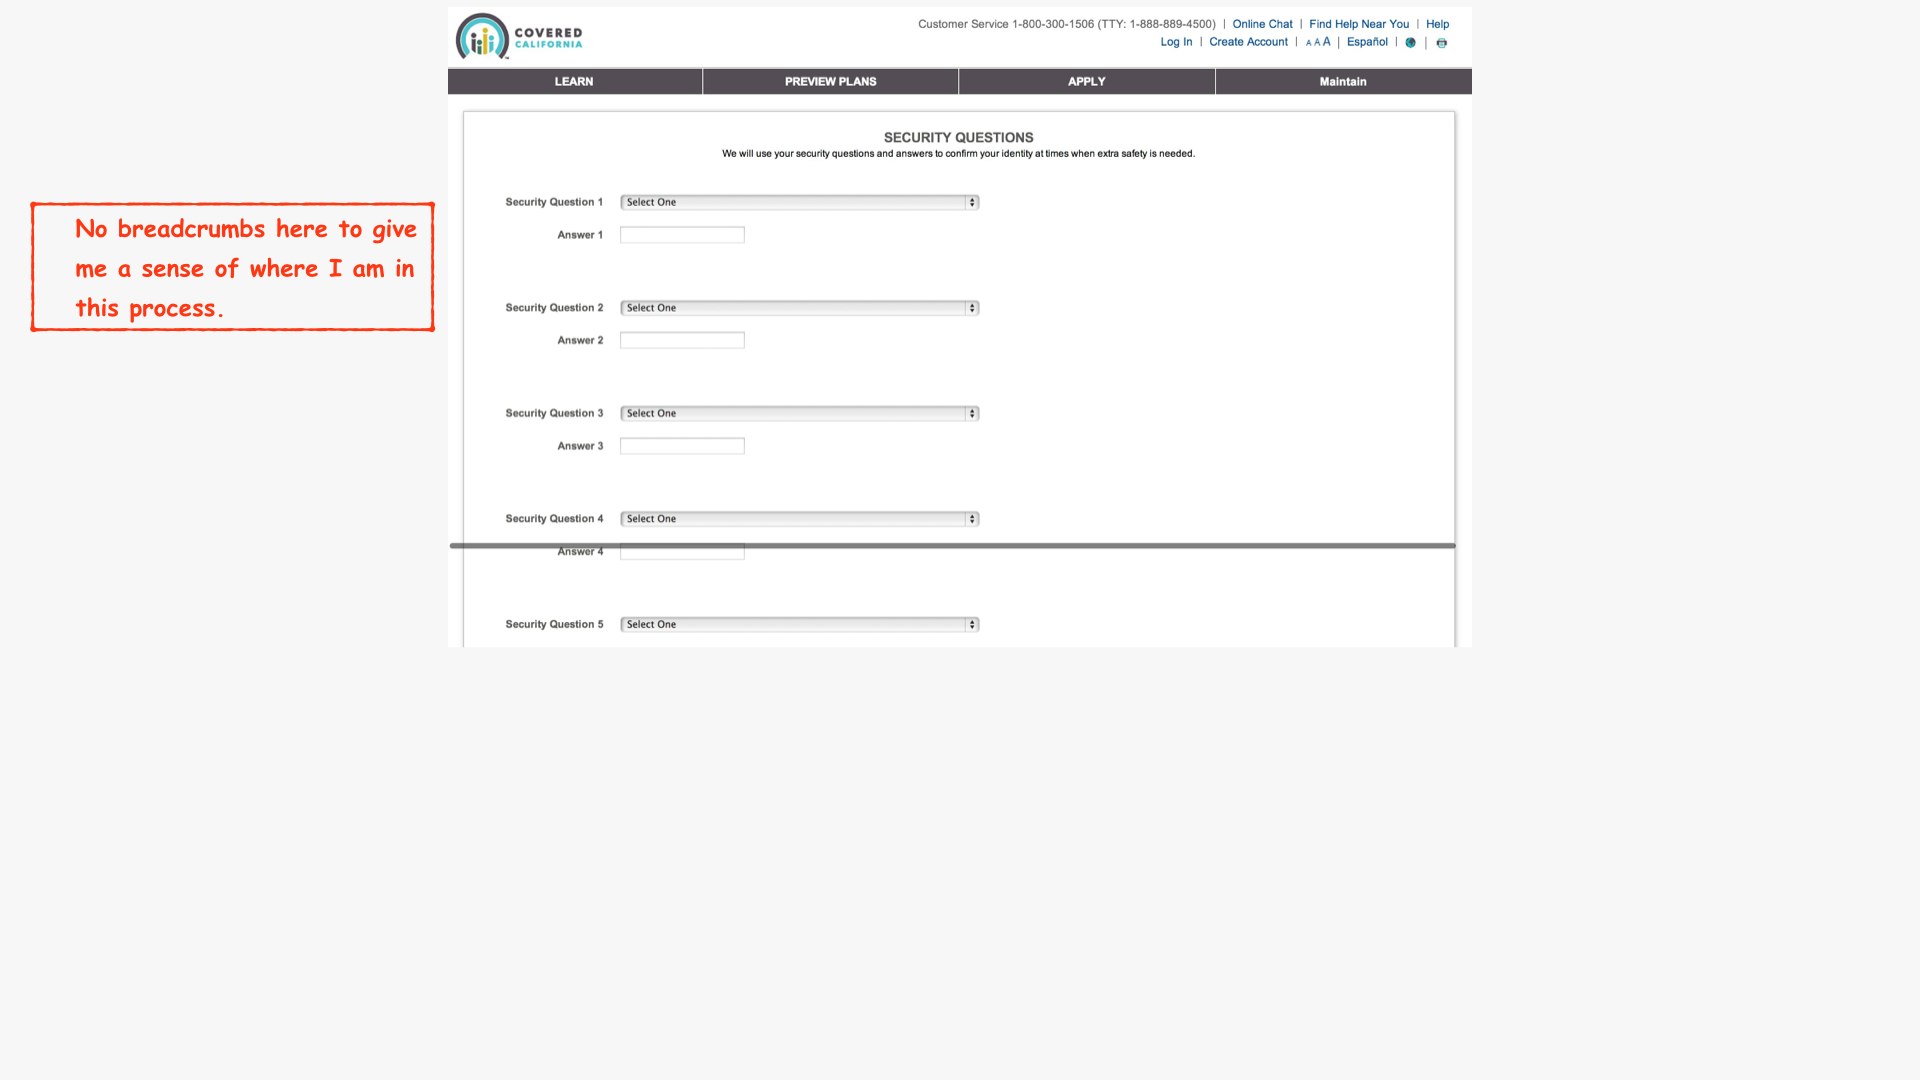 COVERED
CALIFORNIA
Customer Service 1-800-300-1506 (TTY: 1-888-889-4500) | Online Chat | Find Help Near You | Help
Log In | Create Account | A A A | Español | |
LEARN PREVIEW PLANS APPLY Maintain
SECURITY QUESTIONS
We will use your security questions and answers to confirm your identity at times when extra safety is needed.
Security Question 1 Select One
Answer 1
No breadcrumbs here to give
me a sense of where I am in
this process.
Security Question 2 Select One
Answer 2
Security Question 3 Select One
Answer 3
Security Question 4 Select One
Answer 4
Security Question 5 Select One